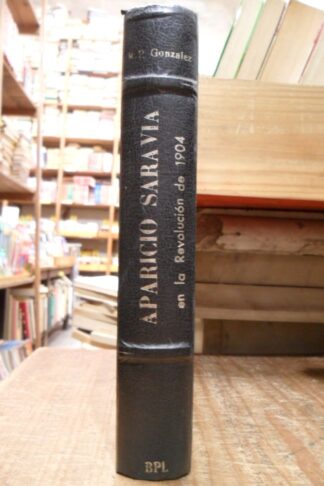 N. P. Gonzalez
APARICIO SARAVIA
en la Revolución de 1904
BPL